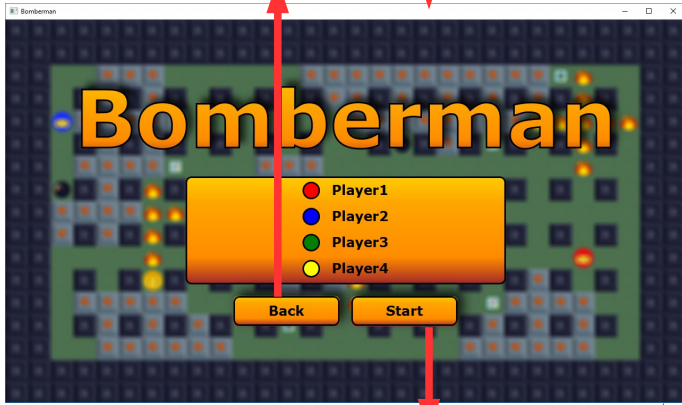 Bomberman
Bomberman
Player1
Player2
Player3
Player4
Back
Start